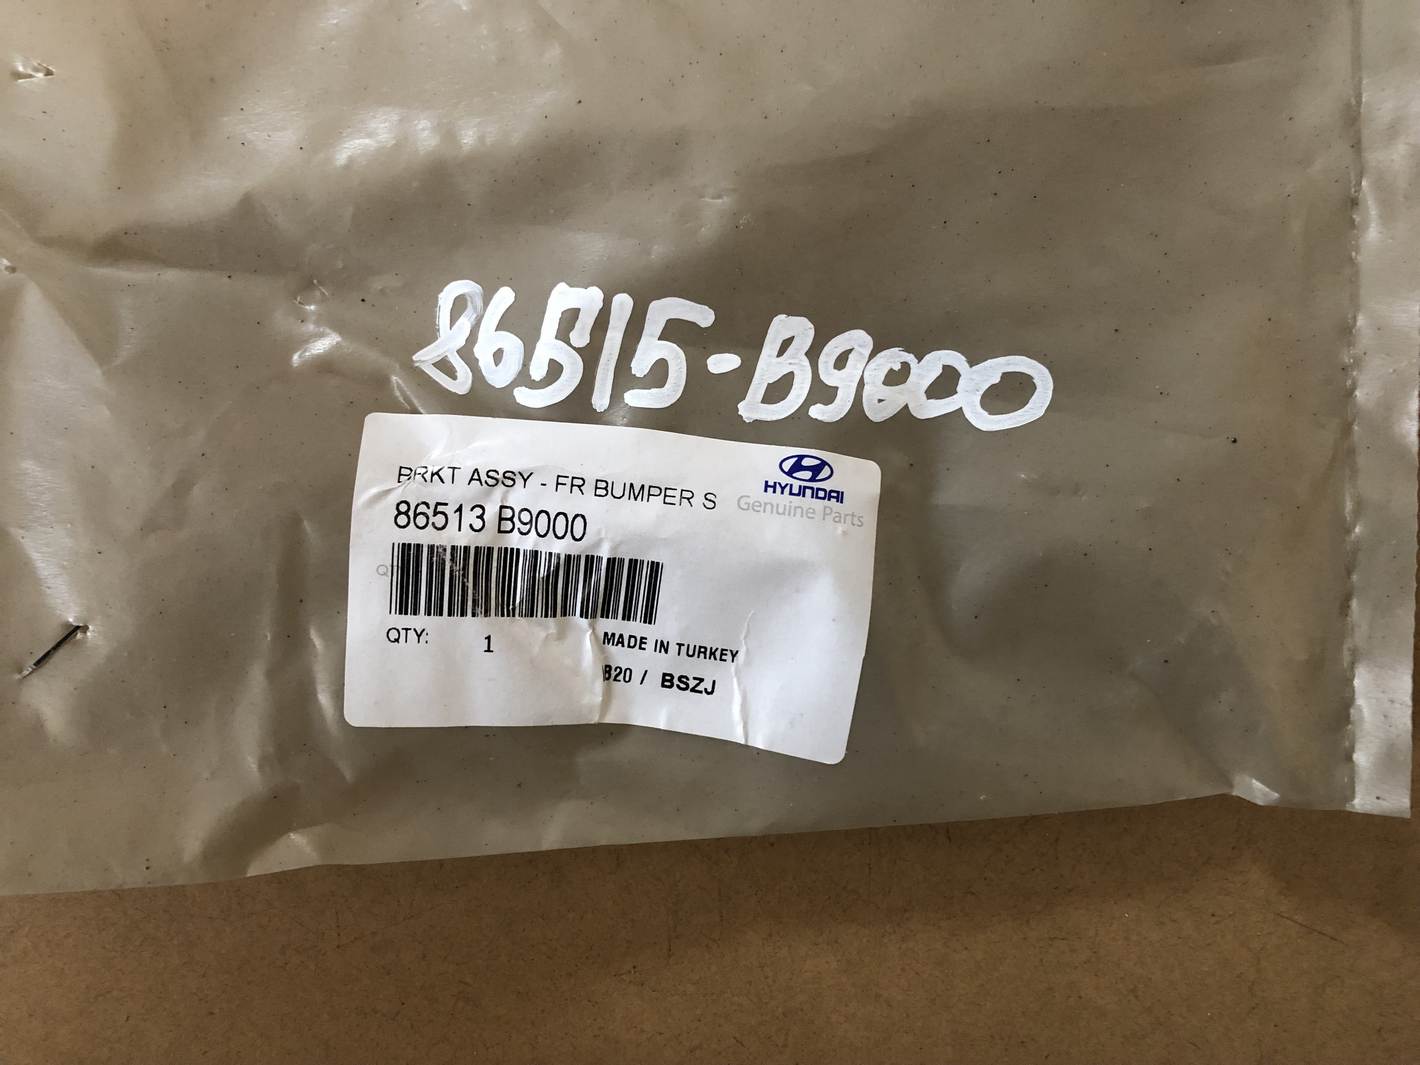 86515-B9000
BRKT ASSY - FR BUMPER S
HYUNDAI
Genuine Parts
86513 B9000
QTY: 1
MADE IN TURKEY
B20 / BSZJ